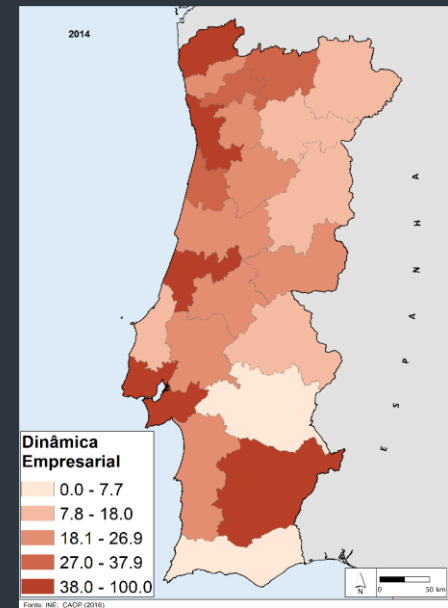 2014
E S P A N H A
Dinâmica
Empresarial
0.0 - 7.7
7.8 - 18.0
18.1 - 26.9
27.0 - 37.9
38.0 - 100.0
N
0 50 km
Fonte: INE; CAOP (2016)